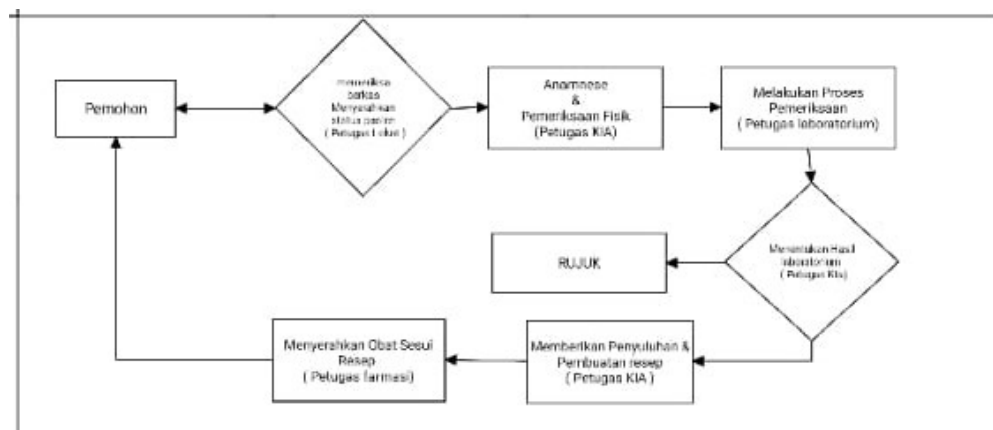 Pemohan
memeriksa
berkas
Menyerahkan
status pasien
( Petugas Loket )
Anamnese
&
Pemeriksaan Fisik
(Petugas KIA)
Melakukan Proses
Pemeriksaan
( Petugas laboratorium)
Menentukan Hasil
laboratorium
( Petugas KIa)
RUJUK
Memberikan Penyuluhan &
Pembuatan resep
( Petugas KIA )
Menyerahkan Obat Sesui
Resep
( Petugas farmasi)